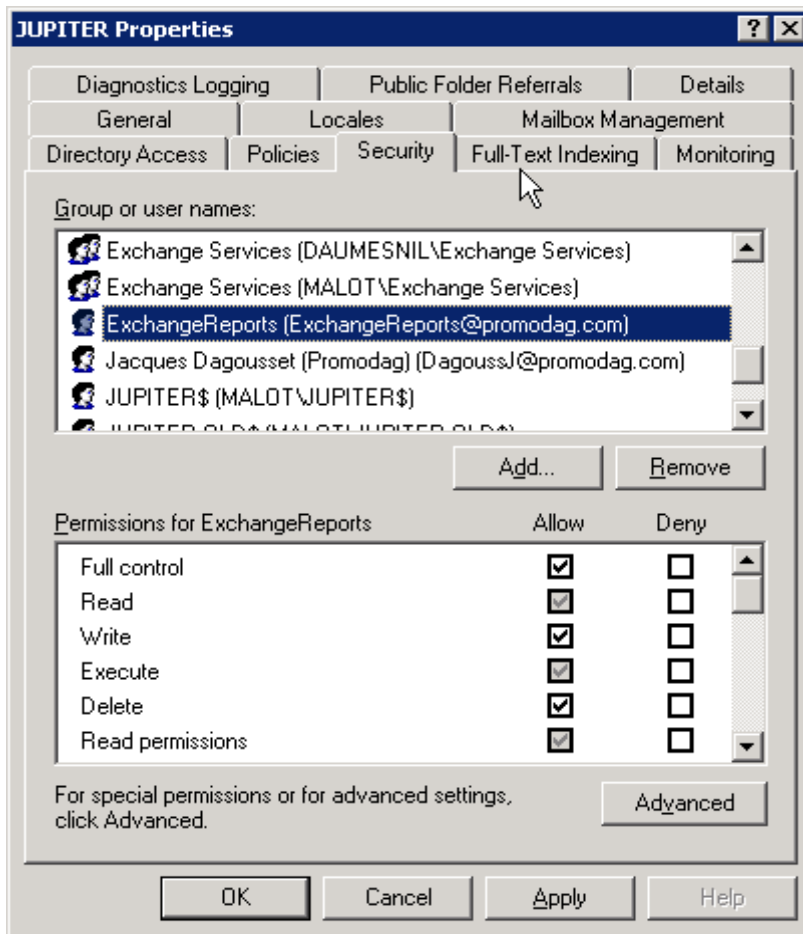 JUPITER Properties
Diagnostics Logging Public Folder Referrals Details
General Locales Mailbox Management
Directory Access Policies Security Full-Text Indexing Monitoring
Group or user names:
Exchange Services (DAUMESNIL\Exchange Services)
Exchange Services (MALOT\Exchange Services)
ExchangeReports (ExchangeReports@promodag.com)
Jacques Dagousset (Promodag) (DagoussJ@promodag.com)
JUPITER$ (MALOT\JUPITER$)
Add... Remove
Permissions for ExchangeReports Allow Deny
Full control
Read
Write
Execute
Delete
Read permissions
For special permissions or for advanced settings,
click Advanced.
Advanced
OK Cancel Apply Help